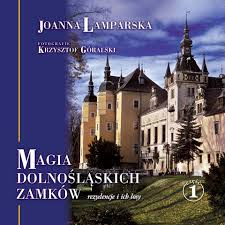 JOANNA LAMPARSKA
FOTOGRAFIE
KRZYSZTOF GÓRALSKI
MAGIA
DOLNOŚLĄSKICH
ZAMKÓW rezydencje i ich losy
1